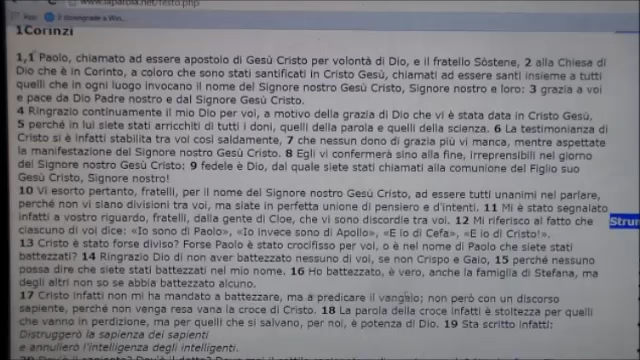 www.laparola.net/testo.php
App
1Corinzi
1,1 Paolo, chiamato ad essere apostolo di Gesù Cristo per volontà di Dio, e il fratello Sòstene, 2 alla Chiesa di
Dio che è in Corinto, a coloro che sono stati santificati in Cristo Gesù, chiamati ad essere santi insieme a tutti
quelli che in ogni luogo invocano il nome del Signore nostro Gesù Cristo, Signore nostro e loro: 3 grazia a voi
e pace da Dio Padre nostro e dal Signore Gesù Cristo.
4 Ringrazio continuamente il mio Dio per voi, a motivo della grazia di Dio che vi è stata data in Cristo Gesù,
5 perché in lui siete stati arricchiti di tutti i doni, quelli della parola e quelli della scienza. 6 La testimonianza di
Cristo si è infatti stabilita tra voi così saldamente, 7 che nessun dono di grazia più vi manca, mentre aspettate
la manifestazione del Signore nostro Gesù Cristo. 8 Egli vi confermerà sino alla fine, irreprensibili nel giorno
del Signore nostro Gesù Cristo: 9 fedele è Dio, dal quale siete stati chiamati alla comunione del Figlio suo
Gesù Cristo, Signore nostro!
10 Vi esorto pertanto, fratelli, per il nome del Signore nostro Gesù Cristo, ad essere tutti unanimi nel parlare,
perché non vi siano divisioni tra voi, ma siate in perfetta unione di pensiero e d'intenti. 11 Mi è stato segnalato
infatti a vostro riguardo, fratelli, dalla gente di Cloe, che vi sono discordie tra voi. 12 Mi riferisco al fatto che
ciascuno di voi dice: «Io sono di Paolo», «Io invece sono di Apollo», «E io di Cefa», «E io di Cristo!».
Strum
13 Cristo è stato forse diviso? Forse Paolo è stato crocifisso per voi, o è nel nome di Paolo che siete stati
battezzati? 14 Ringrazio Dio di non aver battezzato nessuno di voi, se non Crispo e Gaio, 15 perché nessuno
possa dire che siete stati battezzati nel mio nome. 16 Ho battezzato, è vero, anche la famiglia di Stefana, ma
degli altri non so se abbia battezzato alcuno.
17 Cristo infatti non mi ha mandato a battezzare, ma a predicare il vangelo; non però con un discorso
sapiente, perché non venga resa vana la croce di Cristo. 18 La parola della croce infatti è stoltezza per quelli
che vanno in perdizione, ma per quelli che si salvano, per noi, è potenza di Dio. 19 Sta scritto infatti:
Distruggerò la sapienza dei sapienti
e annullerò l'intelligenza degli intelligenti.